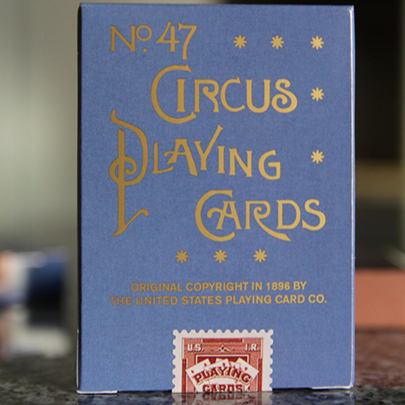 Nº 47
CIRCUS
PLAYING
CARDS
ORIGINAL COPYRIGHT IN 1896 BY
THE UNITED STATES PLAYING CARD CO.
U.S. I.R.
PLAYING
CARDS